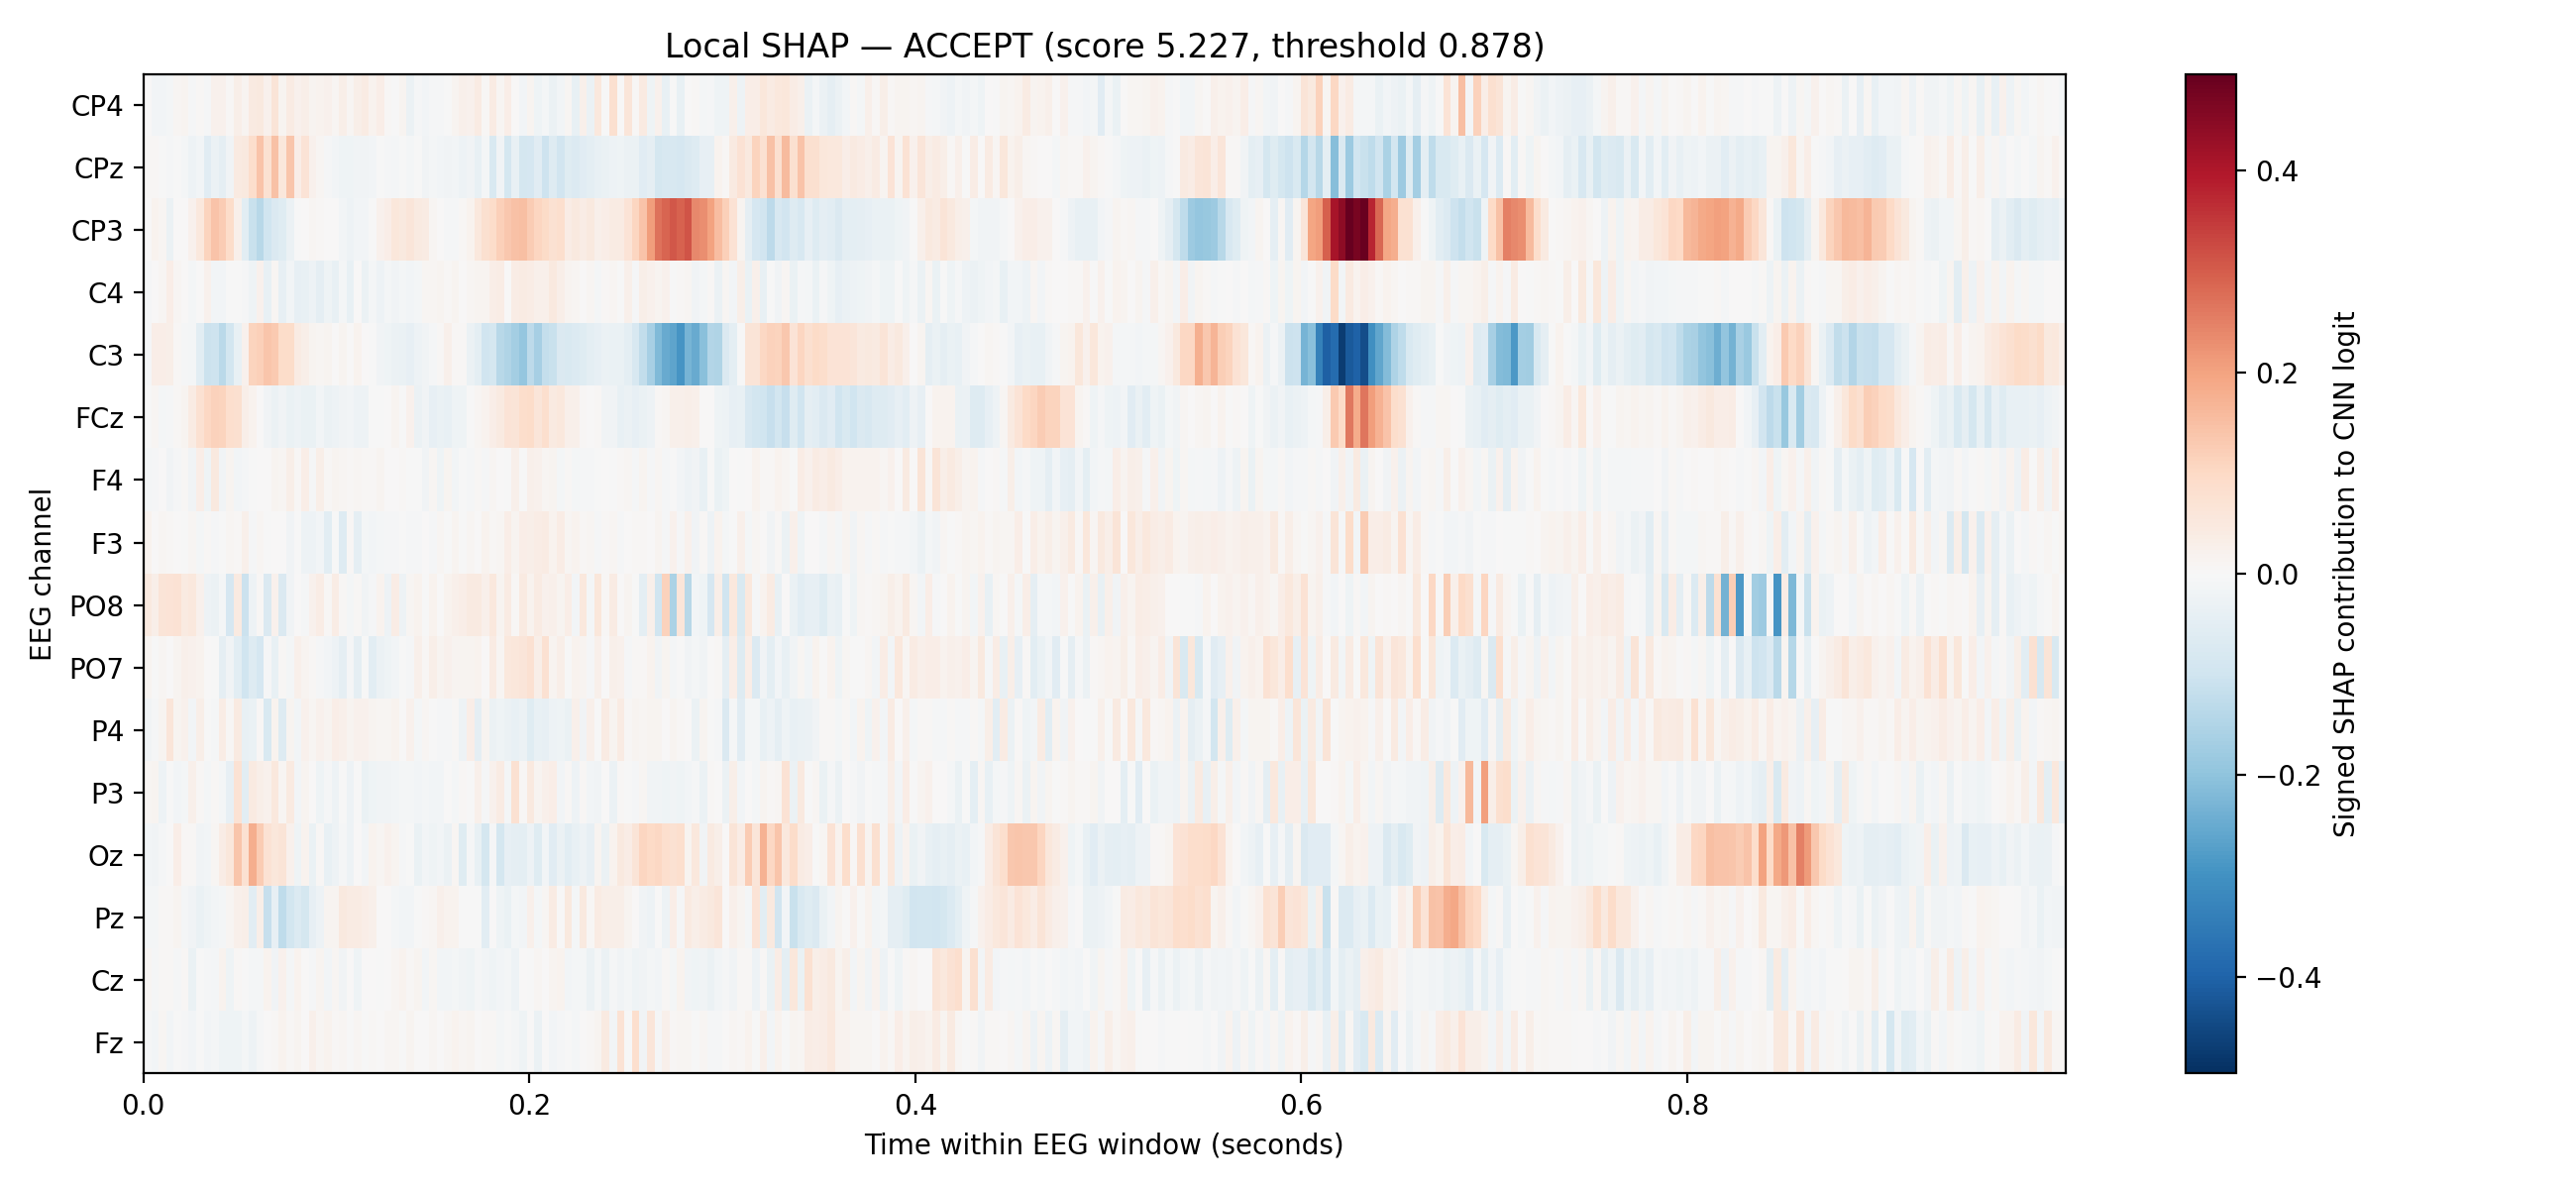 Local SHAP — ACCEPT (score 5.227, threshold 0.878)
EEG channel
CP4
CPz
CP3
C4
C3
FCz
F4
F3
PO8
PO7
P4
P3
Oz
Pz
Cz
Fz
0.0 0.2 0.4 0.6 0.8
Time within EEG window (seconds)
0.4
0.2
0.0
−0.2
−0.4
Signed SHAP contribution to CNN logit